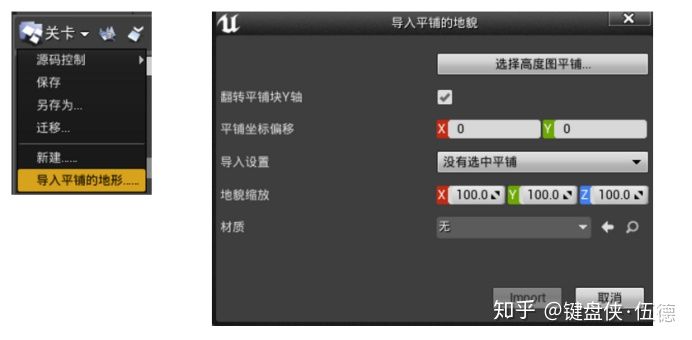 关卡
源码控制
保存
另存为...
迁移...
新建.....
导入平铺的地形.....
导入平铺的地貌
选择高度图平铺...
翻转平铺块Y轴
平铺坐标偏移
X 0 Y 0
导入设置
没有选中平铺
地貌缩放
X 100.0 Y 100.0 Z 100.0
材质
无
Import
取消
知乎 @键盘侠·伍德